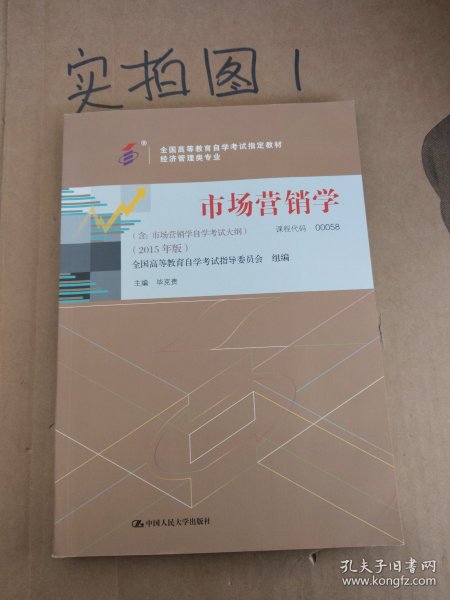 实拍图1
®
全国高等教育自学考试指定教材
经济管理类专业
市场营销学
(含:市场营销学自学考试大纲) 课程代码 00058
(2015年版)
全国高等教育自学考试指导委员会 组编
主编 毕克贵
中国人民大学出版社
孔夫子旧书网
www.kongfz.com